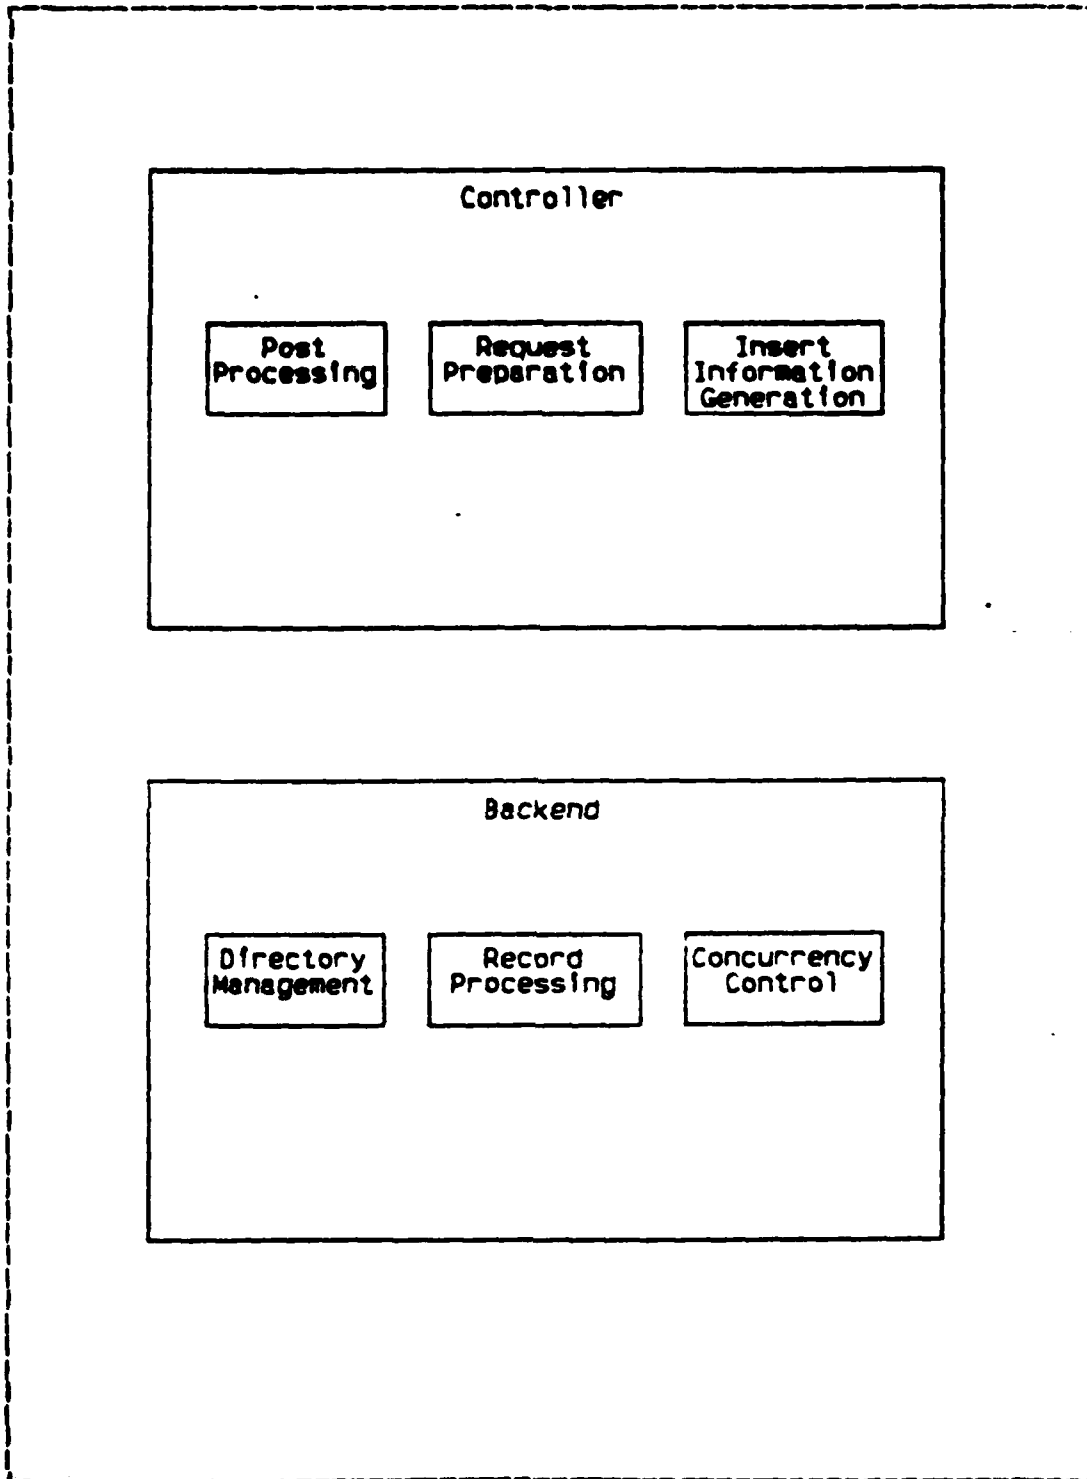 Controller
Post
Processing
Request
Preparation
Insert
Information
Generation
Backend
Directory
Management
Record
Processing
Concurrency
Control